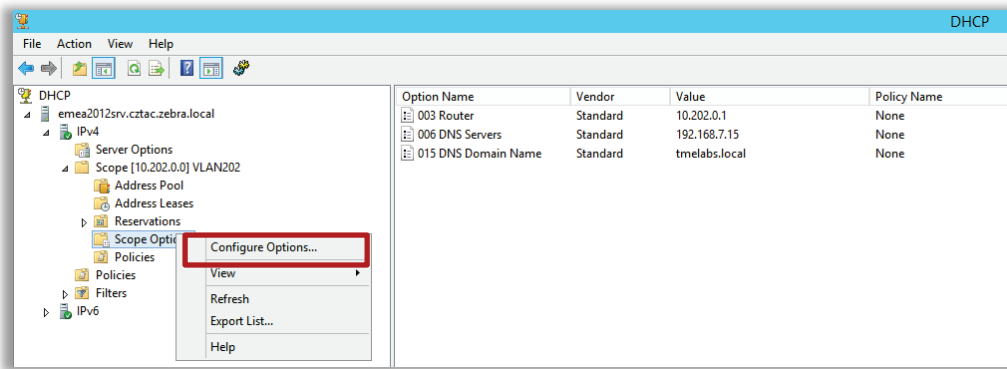 DHCP
File Action View Help
DHCP
emea2012srv.cztac.zebra.local
IPv4
Server Options
Scope [10.202.0.0] VLAN202
Address Pool
Address Leases
Reservations
Scope Optic
Policies
Policies
Filters
IPv6
Configure Options...
View
Refresh
Export List...
Help
Option Name Vendor Value Policy Name
003 Router Standard 10.202.0.1 None
006 DNS Servers Standard 192.168.7.15 None
015 DNS Domain Name Standard tmelabs.local None